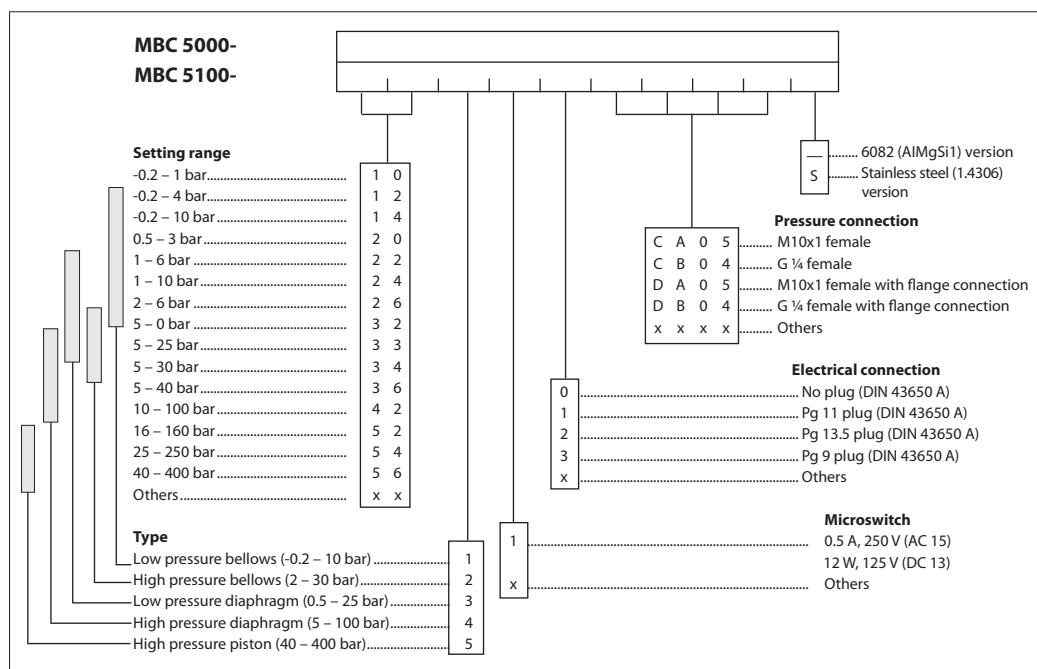 MBC 5000-
MBC 5100-
Setting range
-0.2 – 1 bar 1 0
-0.2 – 4 bar 1 2
-0.2 – 10 bar 1 4
0.5 – 3 bar 2 0
1 – 6 bar 2 2
1 – 10 bar 2 4
2 – 6 bar 2 6
5 – 0 bar 3 2
5 – 25 bar 3 3
5 – 30 bar 3 4
5 – 40 bar 3 6
10 – 100 bar 4 2
16 – 160 bar 5 2
25 – 250 bar 5 4
40 – 400 bar 5 6
Others x x
Type
Low pressure bellows (-0.2 – 10 bar) 1
High pressure bellows (2 – 30 bar) 2
Low pressure diaphragm (0.5 – 25 bar) 3
High pressure diaphragm (5 – 100 bar) 4
High pressure piston (40 – 400 bar) 5
— 6082 (AlMgSi1) version
S Stainless steel (1.4306)
version
Pressure connection
C A 0 5 M10x1 female
C B 0 4 G ¼ female
D A 0 5 M10x1 female with flange connection
D B 0 4 G ¼ female with flange connection
x x x x Others
Electrical connection
0 No plug (DIN 43650 A)
1 Pg 11 plug (DIN 43650 A)
2 Pg 13.5 plug (DIN 43650 A)
3 Pg 9 plug (DIN 43650 A)
x Others
Microswitch
1 0.5 A, 250 V (AC 15)
12 W, 125 V (DC 13)
x Others